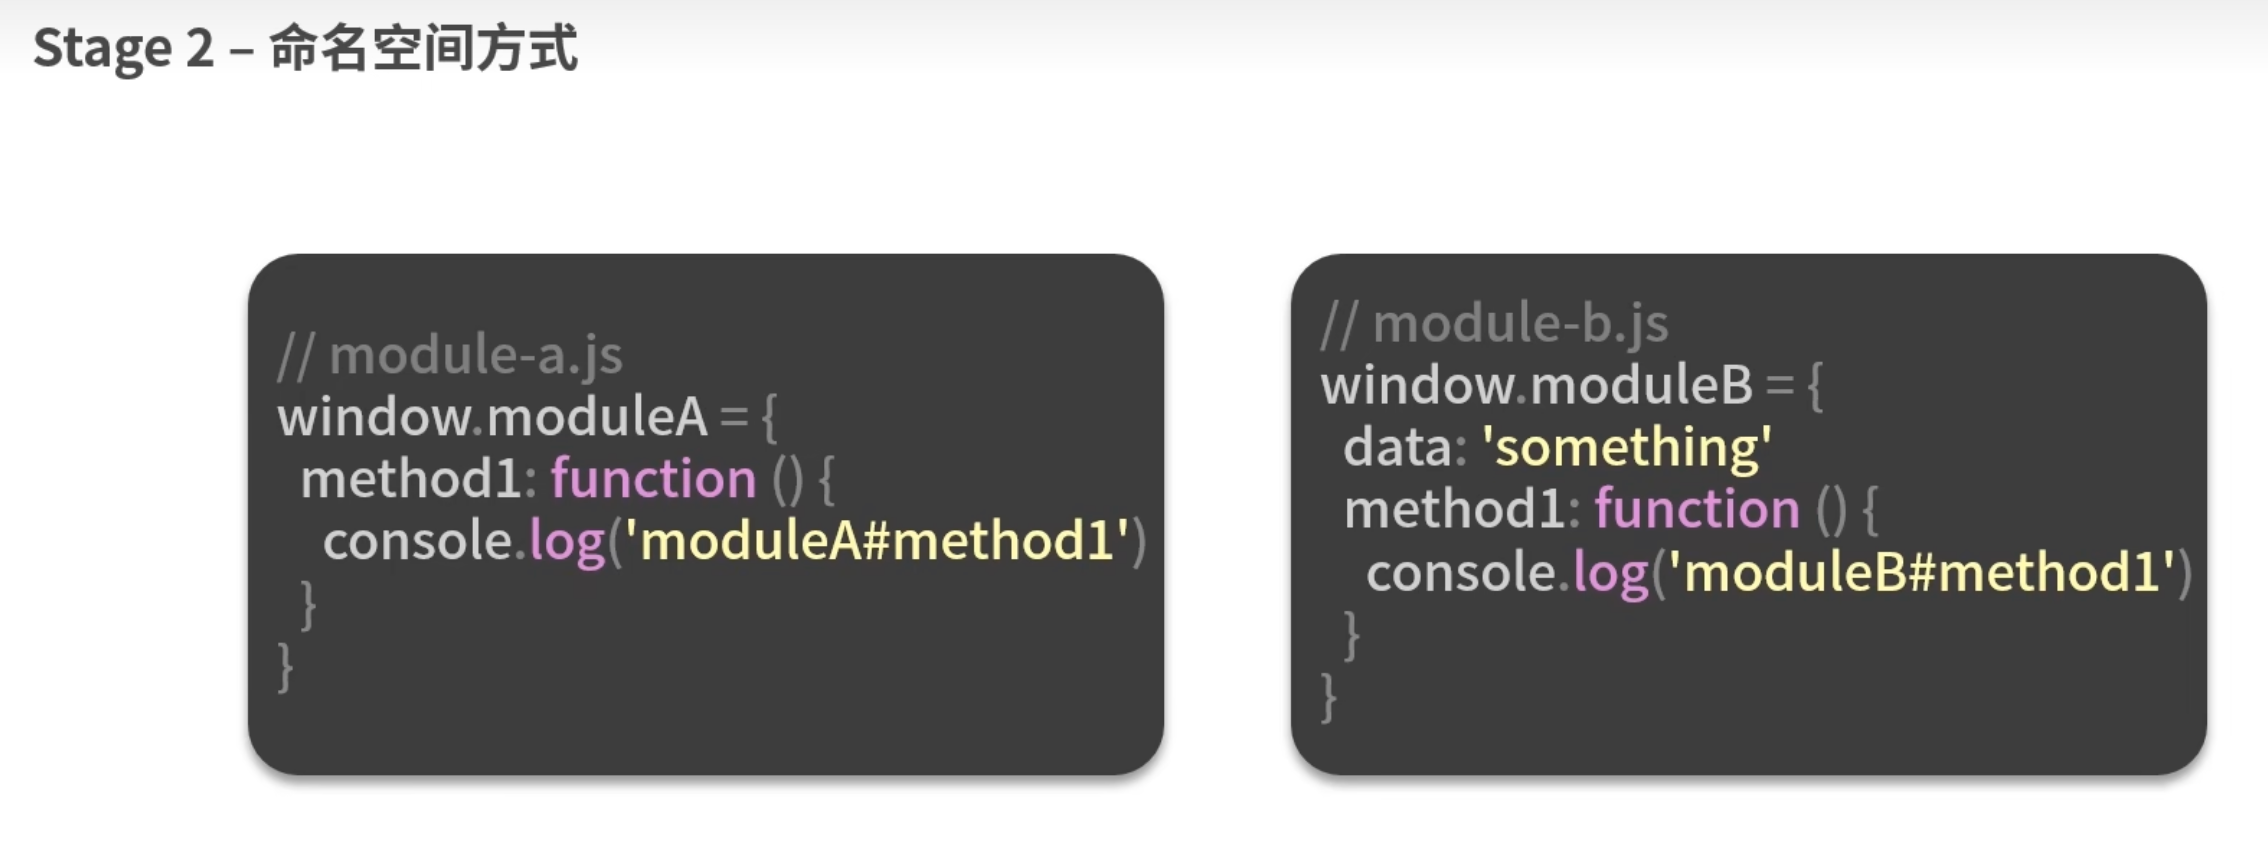 Stage 2 – 命名空间方式
// module-a.js
window.moduleA = {
  method1: function () {
    console.log('moduleA#method1')
  }
}
// module-b.js
window.moduleB = {
  data: 'something'
  method1: function () {
    console.log('moduleB#method1')
  }
}